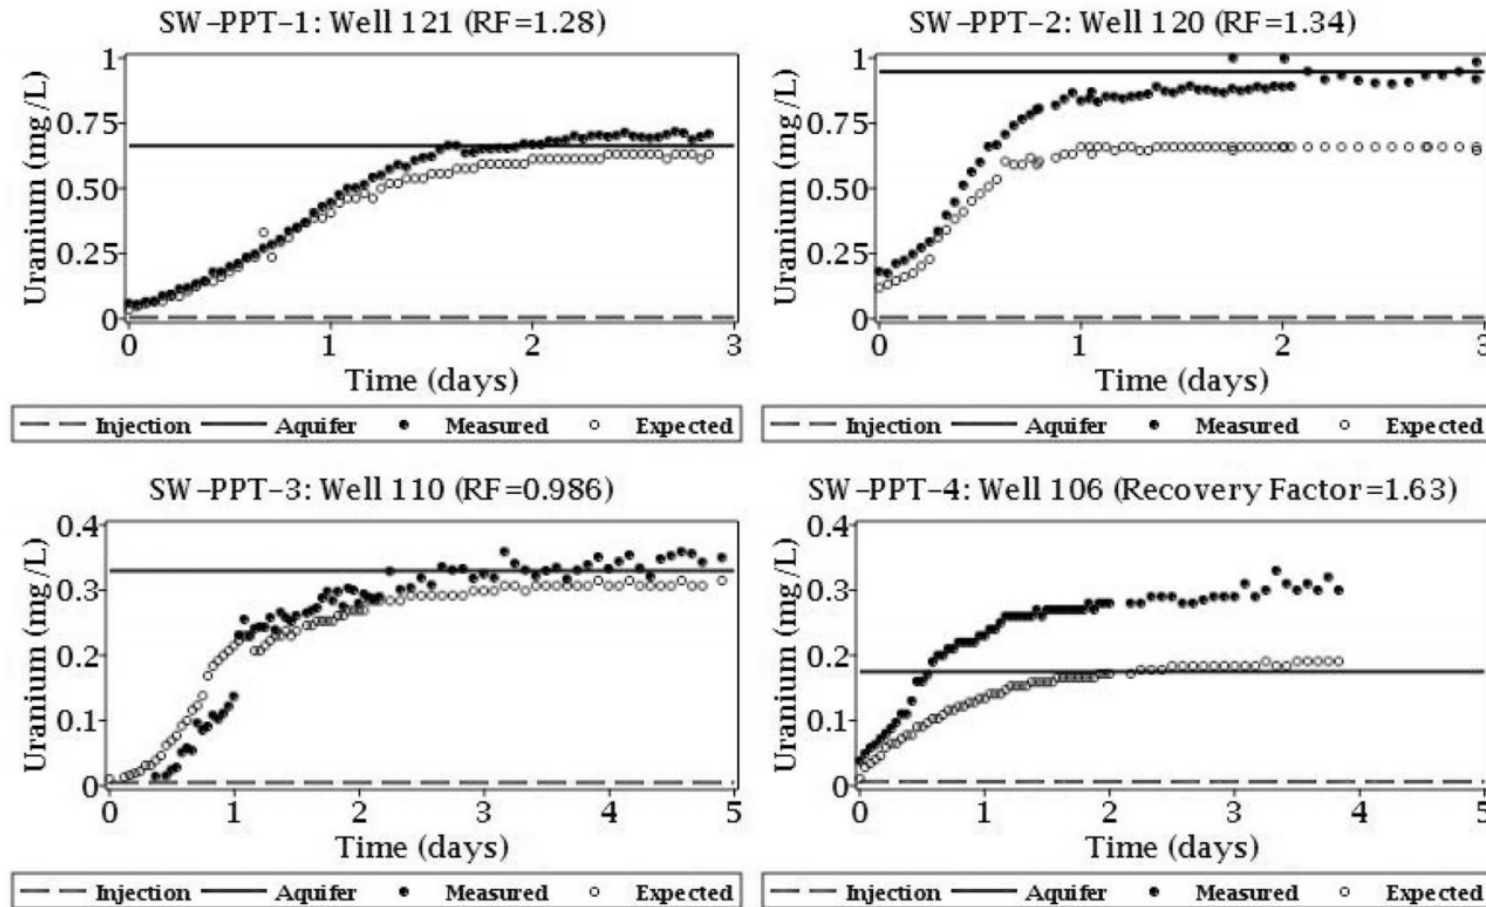 SW-PPT-1: Well 121 (RF=1.28)
Uranium (mg/L)
1
0.75
0.50
0.25
0
0 1 2 3
Time (days)
Injection Aquifer Measured Expected
SW-PPT-2: Well 120 (RF=1.34)
Uranium (mg/L)
1
0.75
0.50
0.25
0
0 1 2 3
Time (days)
Injection Aquifer Measured Expected
SW-PPT-3: Well 110 (RF=0.986)
Uranium (mg/L)
0.4
0.3
0.2
0.1
0
0 1 2 3 4 5
Time (days)
Injection Aquifer Measured Expected
SW-PPT-4: Well 106 (Recovery Factor=1.63)
Uranium (mg/L)
0.4
0.3
0.2
0.1
0
0 1 2 3 4 5
Time (days)
Injection Aquifer Measured Expected